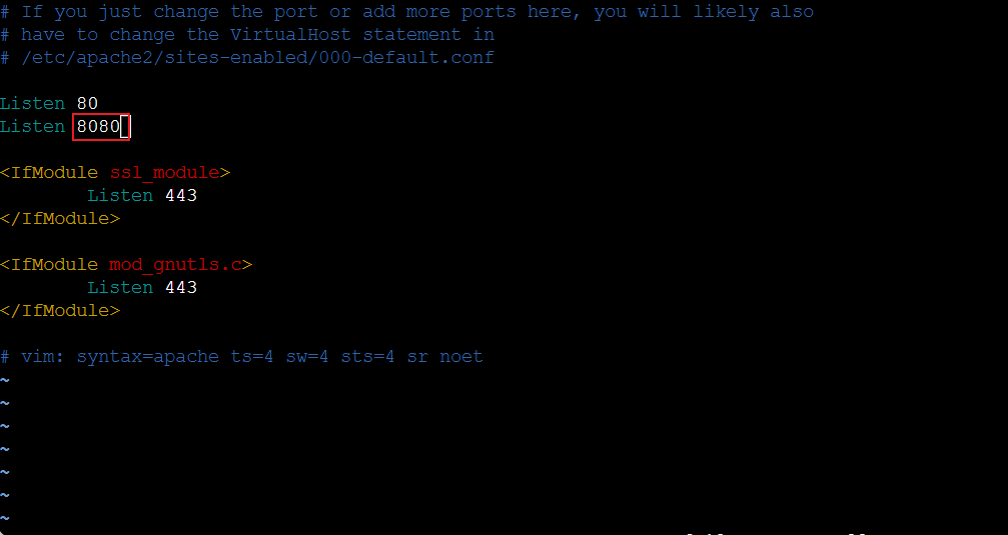 # If you just change the port or add more ports here, you will likely also
# have to change the VirtualHost statement in
# /etc/apache2/sites-enabled/000-default.conf
Listen 80
Listen 8080
<IfModule ssl_module>
Listen 443
</IfModule>
<IfModule mod_gnutls.c>
Listen 443
</IfModule>
# vim: syntax=apache ts=4 sw=4 sts=4 sr noet
~
~
~
~
~
~
~